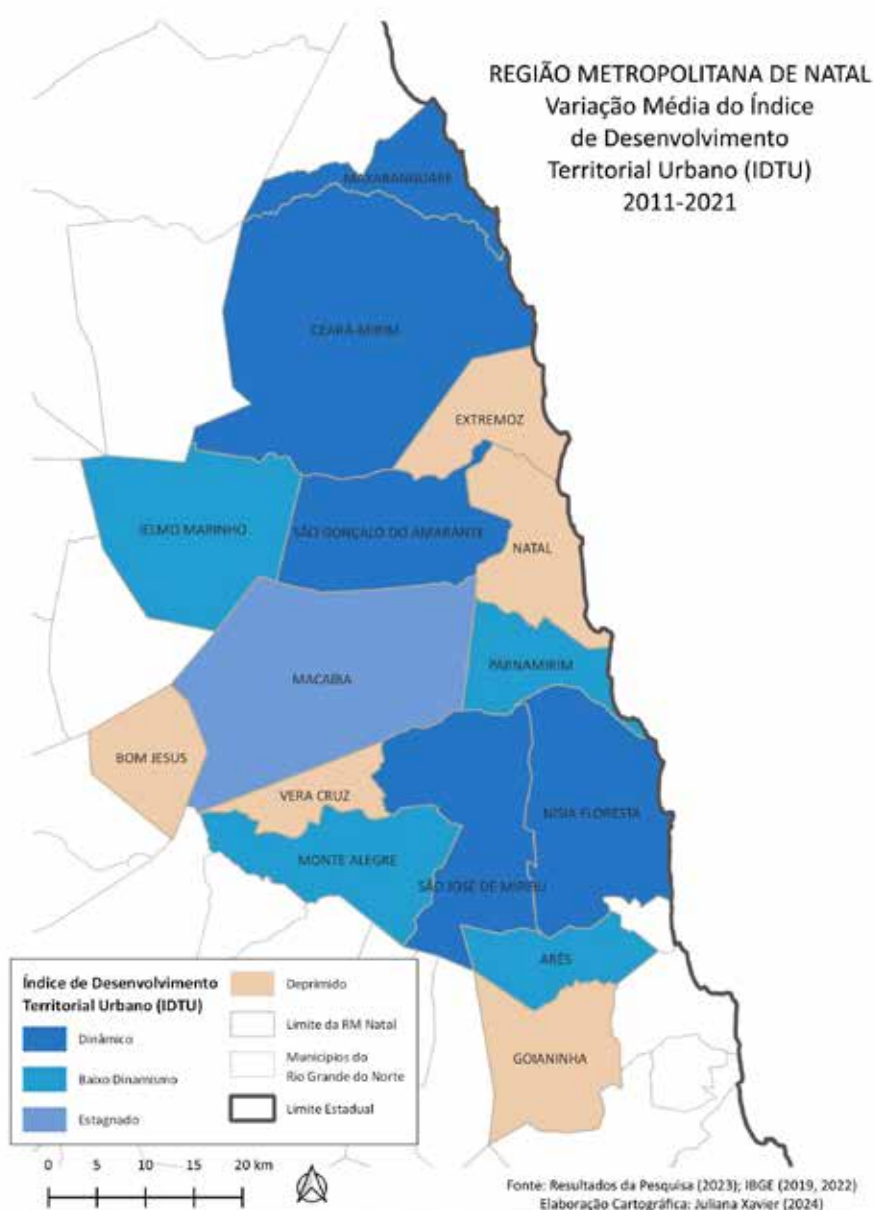 REGIÃO METROPOLITANA DE NATAL
Variação Média do Índice
de Desenvolvimento
Territorial Urbano (IDTU)
2011-2021
MAXARANGUAPE
CEARÁ-MIRIM
EXTREMOZ
IELMO MARINHO
SÃO GONÇALO DO AMARANTE
NATAL
PARNAMIRIM
MACAÍBA
BOM JESUS
VERA CRUZ
NÍSIA FLORESTA
MONTE ALEGRE
SÃO JOSÉ DE MIPIBU
ARÊS
GOIANINHA
Índice de Desenvolvimento
Territorial Urbano (IDTU)
Dinâmico
Baixo Dinamismo
Estagnado
Deprimido
Limite da RM Natal
Municípios do
Rio Grande do Norte
Limite Estadual
0 5 10 15 20 km
Fonte: Resultados da Pesquisa (2023); IBGE (2019, 2022)
Elaboração Cartográfica: Juliana Xavier (2024)